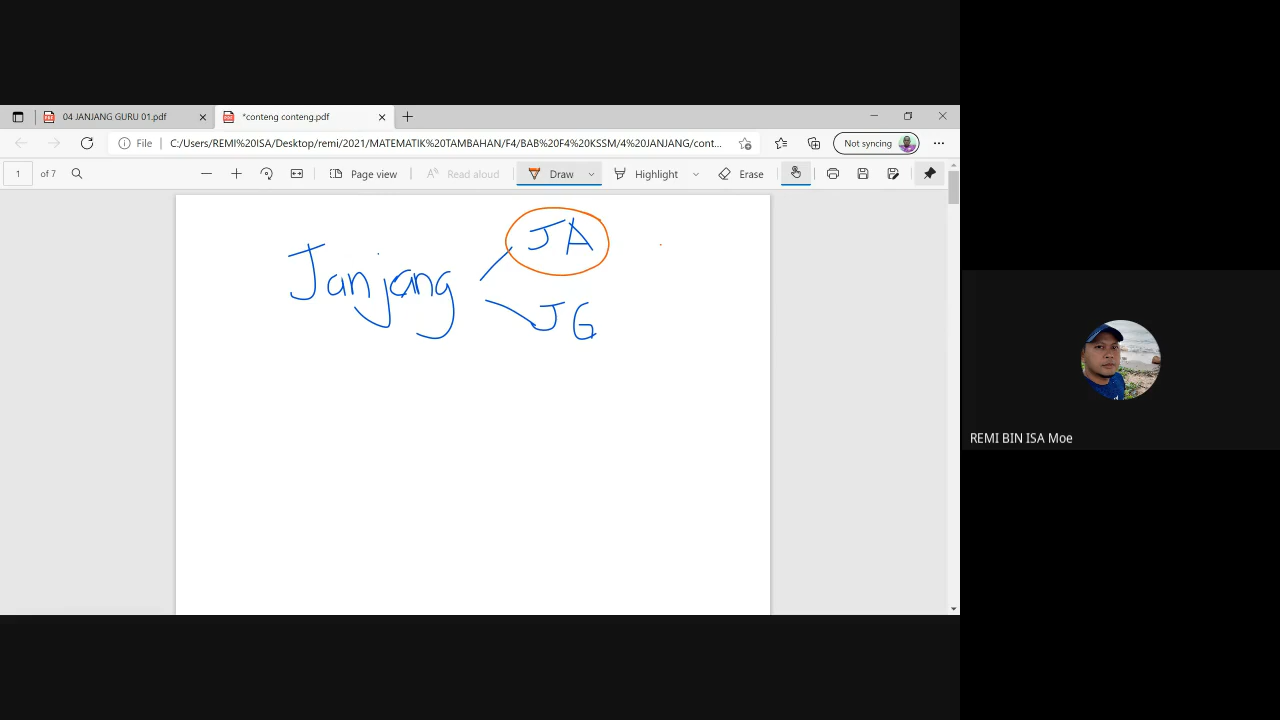 04 JANJANG GURU 01.pdf
*conteng conteng.pdf
File
C:/Users/REMI%20ISA/Desktop/remi/2021/MATEMATIK%20TAMBAHAN/F4/BAB%20F4%20KSSM/4%20JANJANG/cont...
Not syncing
1 of 7
Page view
Read aloud
Draw
Highlight
Erase
JA
Janjang
JG
REMI BIN ISA Moe